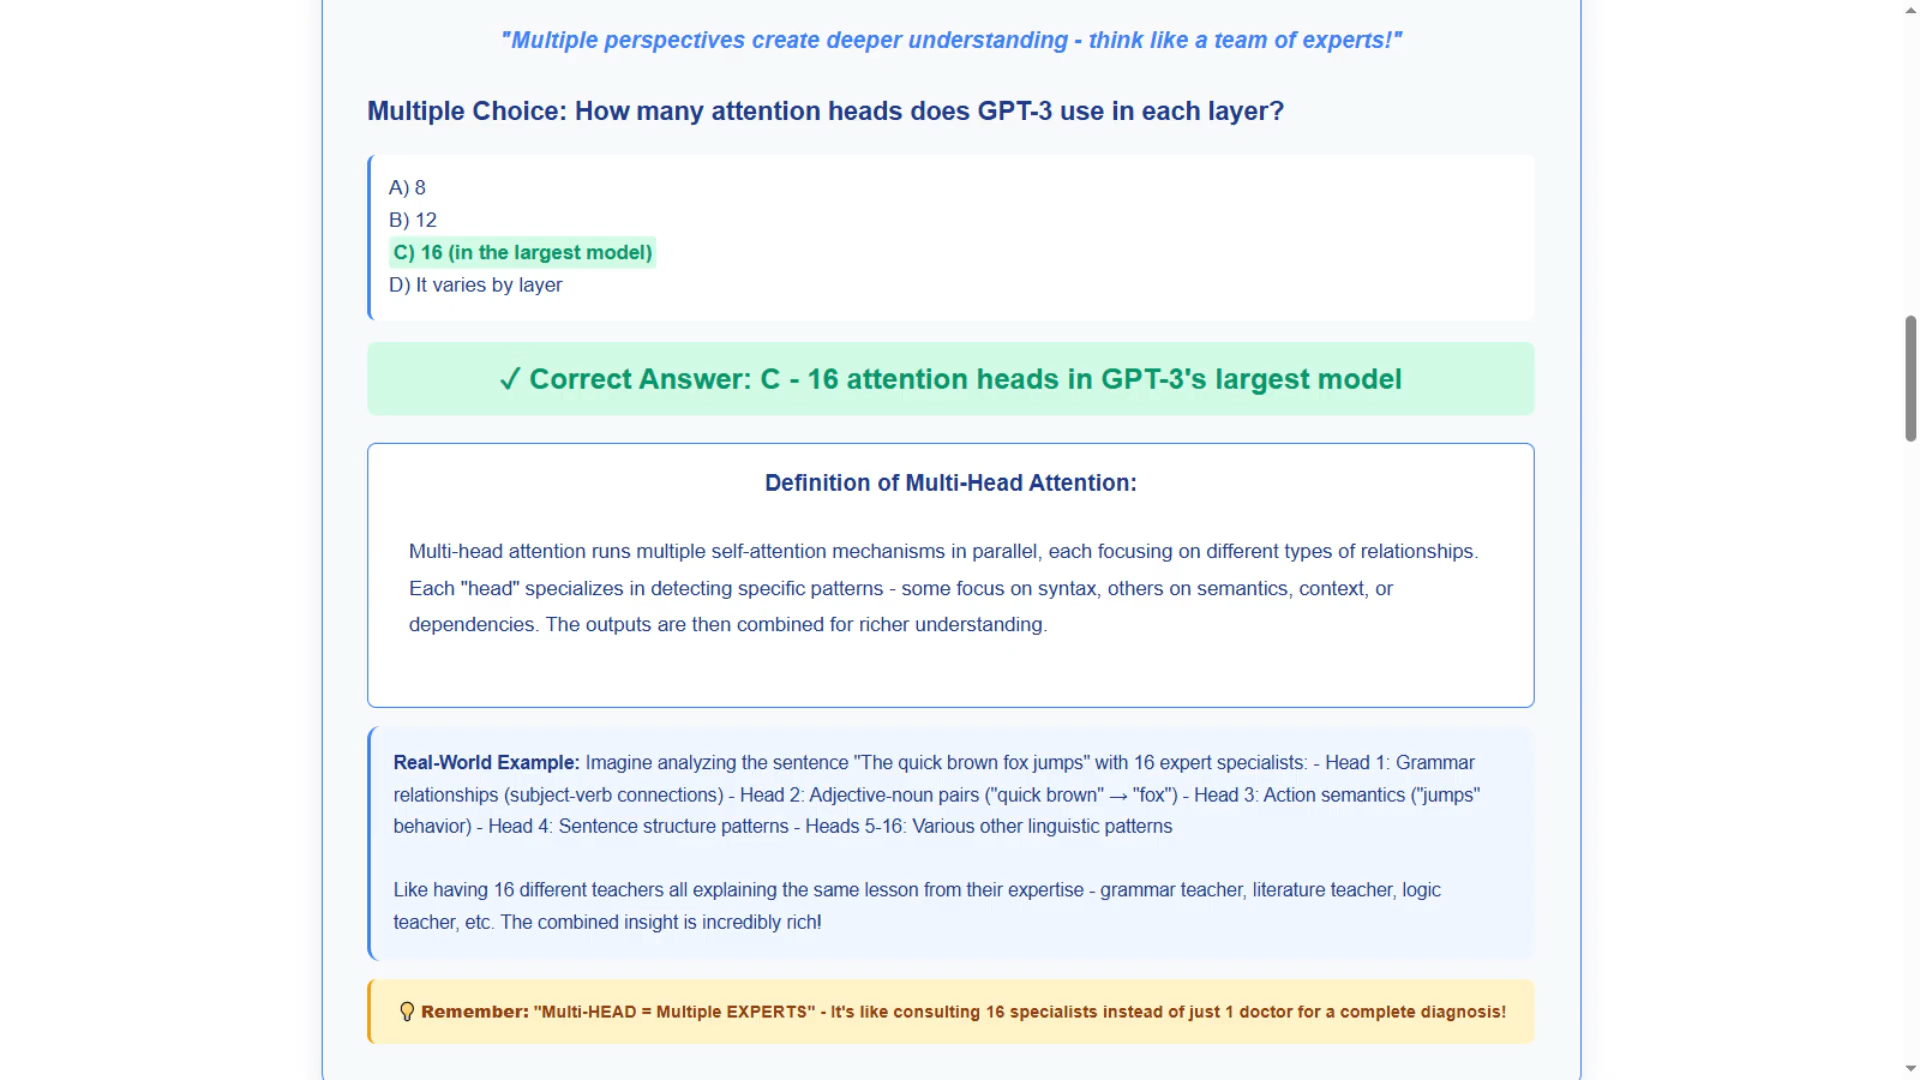 "Multiple perspectives create deeper understanding - think like a team of experts!"
Multiple Choice: How many attention heads does GPT-3 use in each layer?
A) 8
B) 12
C) 16 (in the largest model)
D) It varies by layer
✓ Correct Answer: C - 16 attention heads in GPT-3's largest model
Definition of Multi-Head Attention:
Multi-head attention runs multiple self-attention mechanisms in parallel, each focusing on different types of relationships.
Each "head" specializes in detecting specific patterns - some focus on syntax, others on semantics, context, or
dependencies. The outputs are then combined for richer understanding.
Real-World Example: Imagine analyzing the sentence "The quick brown fox jumps" with 16 expert specialists: - Head 1: Grammar
relationships (subject-verb connections) - Head 2: Adjective-noun pairs ("quick brown" → "fox") - Head 3: Action semantics ("jumps"
behavior) - Head 4: Sentence structure patterns - Heads 5-16: Various other linguistic patterns
Like having 16 different teachers all explaining the same lesson from their expertise - grammar teacher, literature teacher, logic
teacher, etc. The combined insight is incredibly rich!
💡 Remember: "Multi-HEAD = Multiple EXPERTS" - It's like consulting 16 specialists instead of just 1 doctor for a complete diagnosis!